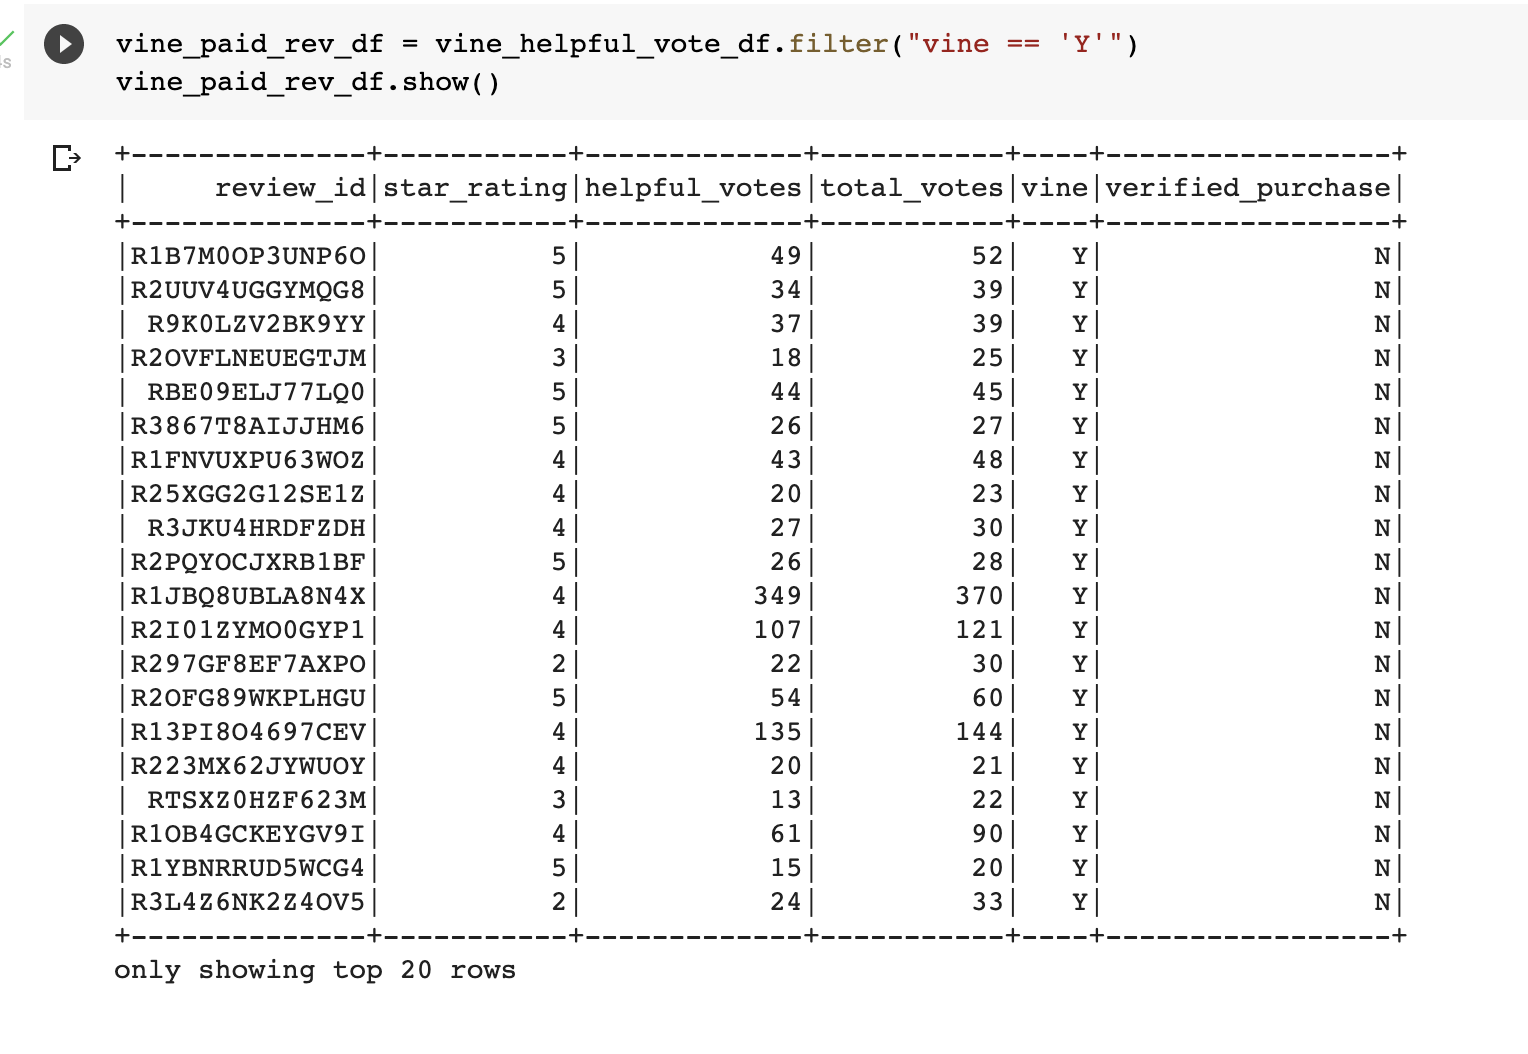 vine_paid_rev_df = vine_helpful_vote_df.filter("vine == 'Y'")
vine_paid_rev_df.show()
+--------------+-----------+-------------+-----------+----+-----------------+
|     review_id|star_rating|helpful_votes|total_votes|vine|verified_purchase|
+--------------+-----------+-------------+-----------+----+-----------------+
|R1B7M0OP3UNP6O|          5|           49|         52|   Y|                N|
|R2UUV4UGGYMQG8|          5|           34|         39|   Y|                N|
| R9K0LZV2BK9YY|          4|           37|         39|   Y|                N|
|R2OVFLNEUEGTJM|          3|           18|         25|   Y|                N|
| RBE09ELJ77LQ0|          5|           44|         45|   Y|                N|
|R3867T8AIJJHM6|          5|           26|         27|   Y|                N|
|R1FNVUXPU63WOZ|          4|           43|         48|   Y|                N|
|R25XGG2G12SE1Z|          4|           20|         23|   Y|                N|
| R3JKU4HRDFZDH|          4|           27|         30|   Y|                N|
|R2PQYOCJXRB1BF|          5|           26|         28|   Y|                N|
|R1JBQ8UBLA8N4X|          4|          349|        370|   Y|                N|
|R2I01ZYMO0GYP1|          4|          107|        121|   Y|                N|
|R297GF8EF7AXPO|          2|           22|         30|   Y|                N|
|R2OFG89WKPLHGU|          5|           54|         60|   Y|                N|
|R13PI8O4697CEV|          4|          135|        144|   Y|                N|
|R223MX62JYWUOY|          4|           20|         21|   Y|                N|
| RTSXZ0HZF623M|          3|           13|         22|   Y|                N|
|R1OB4GCKEYGV9I|          4|           61|         90|   Y|                N|
|R1YBNRRUD5WCG4|          5|           15|         20|   Y|                N|
|R3L4Z6NK2Z4OV5|          2|           24|         33|   Y|                N|
+--------------+-----------+-------------+-----------+----+-----------------+
only showing top 20 rows